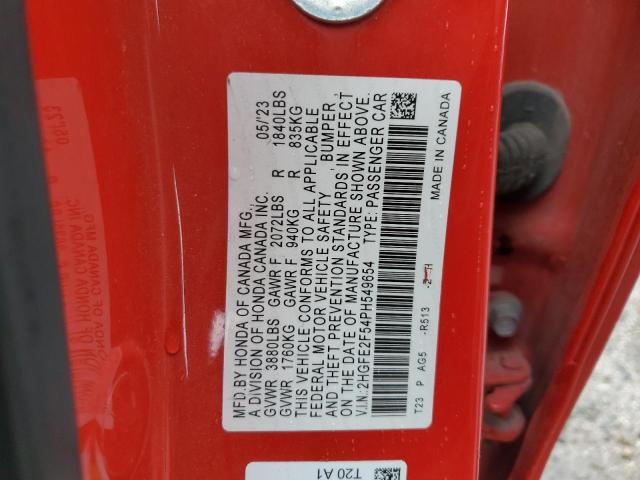 MFD.BY HONDA OF CANADA MFG.,
A DIVISION OF HONDA CANADA INC. 05/'23
GVWR 3880LBS GAWR F 2072LBS R 1840LBS
GVWR 1760KG GAWR F 940KG R 835KG
THIS VEHICLE CONFORMS TO ALL APPLICABLE
FEDERAL MOTOR VEHICLE SAFETY, BUMPER,
AND THEFT PREVENTION STANDARDS IN EFFECT
ON THE DATE OF MANUFACTURE SHOWN ABOVE.
V.I.N.:2HGFE2F54PH549654 TYPE: PASSENGER CAR
T23 P AG5 -R513 MADE IN CANADA
T20 A1